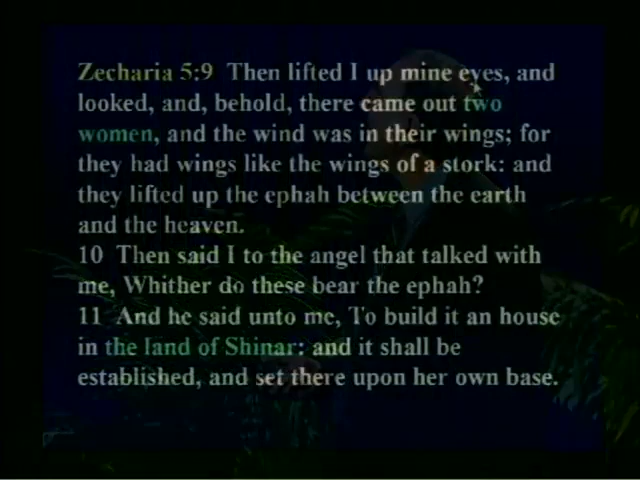 Zecharia 5:9 Then lifted I up mine eyes, and
looked, and, behold, there came out two
women, and the wind was in their wings; for
they had wings like the wings of a stork: and
they lifted up the ephah between the earth
and the heaven.
10 Then said I to the angel that talked with
me, Whither do these bear the ephah?
11 And he said unto me, To build it an house
in the land of Shinar: and it shall be
established, and set there upon her own base.